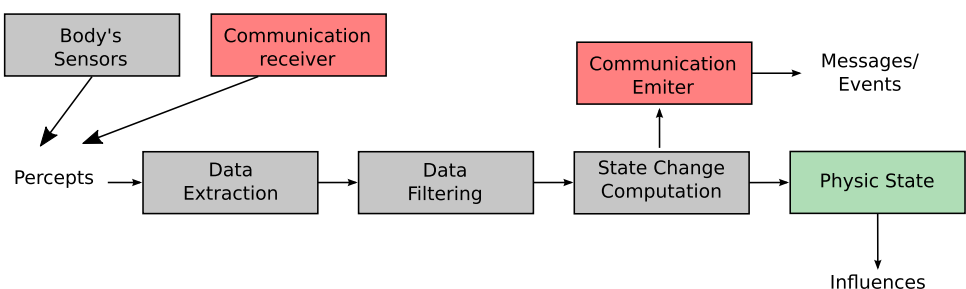 Body's
Sensors
Communication
receiver
Communication
Emiter
Messages/
Events
Percepts
Data
Extraction
Data
Filtering
State Change
Computation
Physic State
Influences